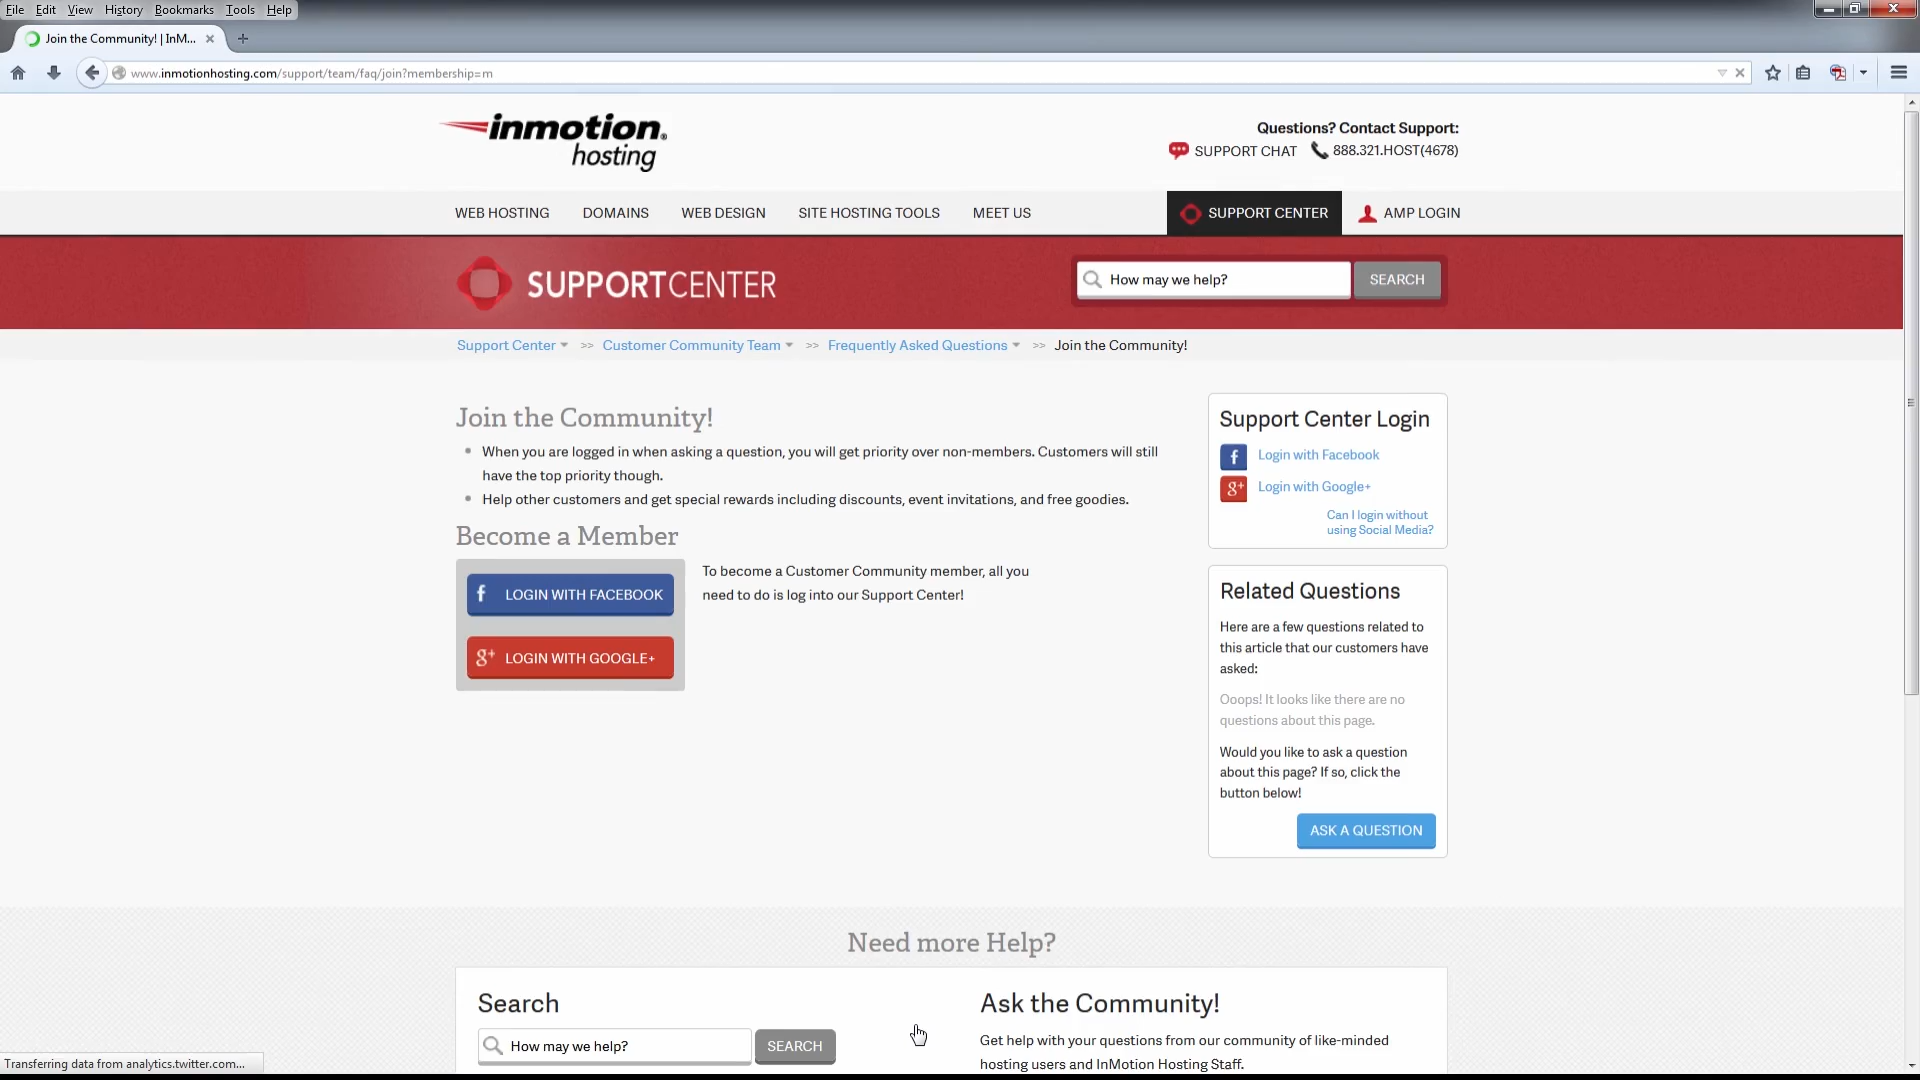 File Edit View History Bookmarks Tools Help
Join the Community! | InM...
www.inmotionhosting.com/support/team/faq/join?membership=m
inmotion®
hosting
Questions? Contact Support:
SUPPORT CHAT 888.321.HOST(4678)
WEB HOSTING DOMAINS WEB DESIGN SITE HOSTING TOOLS MEET US SUPPORT CENTER AMP LOGIN
SUPPORTCENTER
How may we help? SEARCH
Support Center >> Customer Community Team >> Frequently Asked Questions >> Join the Community!
Join the Community!
When you are logged in when asking a question, you will get priority over non-members. Customers will still
have the top priority though.
Help other customers and get special rewards including discounts, event invitations, and free goodies.
Become a Member
f LOGIN WITH FACEBOOK
g+ LOGIN WITH GOOGLE+
To become a Customer Community member, all you
need to do is log into our Support Center!
Support Center Login
f Login with Facebook
g+ Login with Google+
Can I login without
using Social Media?
Related Questions
Here are a few questions related to
this article that our customers have
asked:
Ooops! It looks like there are no
questions about this page.
Would you like to ask a question
about this page? If so, click the
button below!
ASK A QUESTION
Need more Help?
Search
How may we help? SEARCH
Ask the Community!
Get help with your questions from our community of like-minded
hosting users and InMotion Hosting Staff.
Transferring data from analytics.twitter.com...